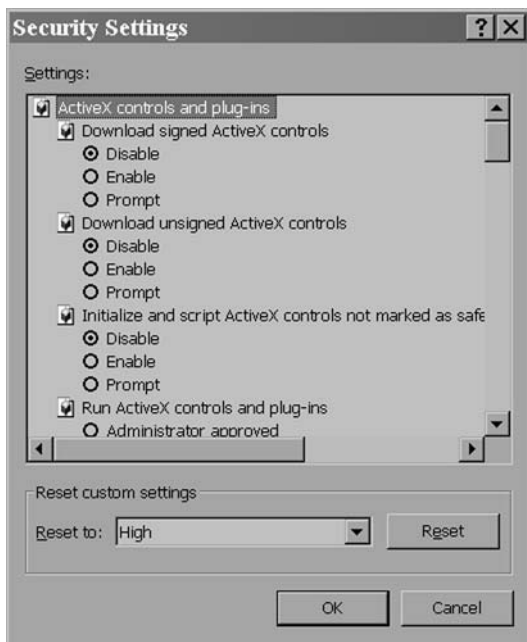 Security Settings
Settings:
ActiveX controls and plug-ins
Download signed ActiveX controls
Disable
Enable
Prompt
Download unsigned ActiveX controls
Disable
Enable
Prompt
Initialize and script ActiveX controls not marked as safe
Disable
Enable
Prompt
Run ActiveX controls and plug-ins
Administrator approved
Reset custom settings
Reset to: High Reset
OK Cancel